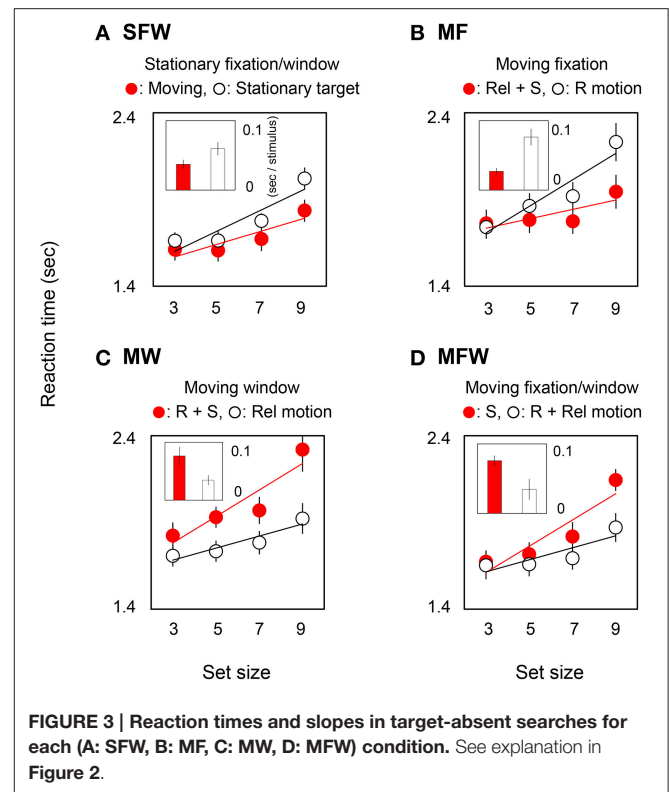 A SFW
Stationary fixation/window
●: Moving, ○: Stationary target
2.4
1.4
0.1
0
(sec / stimulus)
3 5 7 9
B MF
Moving fixation
●: Rel + S, ○: R motion
2.4
1.4
0.1
0
3 5 7 9
Reaction time (sec)
C MW
Moving window
●: R + S, ○: Rel motion
2.4
1.4
0.1
0
3 5 7 9
Set size
D MFW
Moving fixation/window
●: S, ○: R + Rel motion
2.4
1.4
0.1
0
3 5 7 9
Set size
FIGURE 3 | Reaction times and slopes in target-absent searches for
each (A: SFW, B: MF, C: MW, D: MFW) condition. See explanation in
Figure 2.